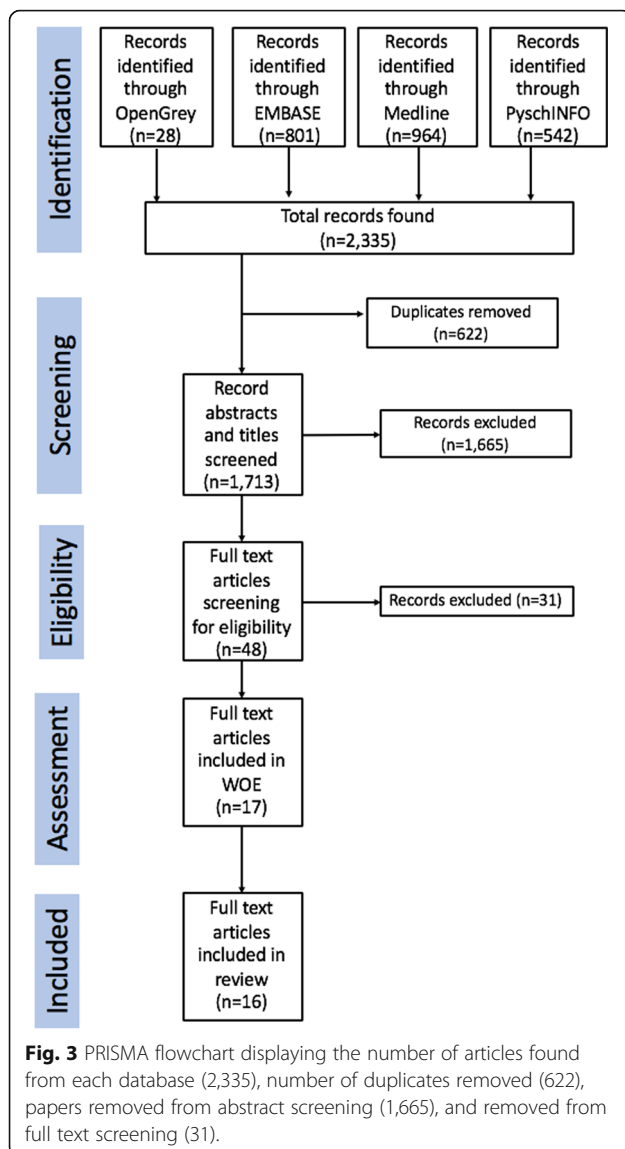 Identification
Records
identified
through
OpenGrey
(n=28)
Records
identified
through
EMBASE
(n=801)
Records
identified
through
Medline
(n=964)
Records
identified
through
PyschINFO
(n=542)
Total records found
(n=2,335)
Screening
Duplicates removed
(n=622)
Record
abstracts
and titles
screened
(n=1,713)
Records excluded
(n=1,665)
Eligibility
Full text
articles
screening
for eligibility
(n=48)
Records excluded (n=31)
Assessment
Full text
articles
included in
WOE
(n=17)
Included
Full text
articles
included in
review
(n=16)
Fig. 3 PRISMA flowchart displaying the number of articles found
from each database (2,335), number of duplicates removed (622),
papers removed from abstract screening (1,665), and removed from
full text screening (31).